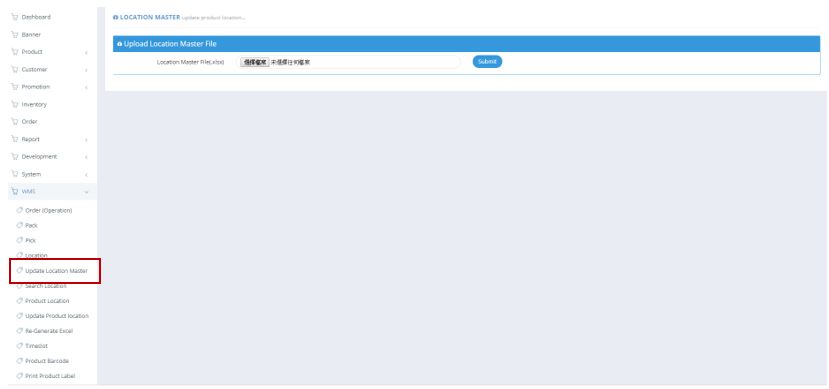 Dashboard
Banner
Product
Customer
Promotion
Inventory
Order
Report
Development
System
WMS
Order (Operation)
Pack
Pick
Location
Update Location Master
Search Location
Product Location
Update Product location
Re-Generate Excel
Timeslot
Product Barcode
Print Product Label
LOCATION MASTER update product location...
Upload Location Master File
Location Master File(.xlsx) 選擇檔案 未選擇任何檔案 Submit